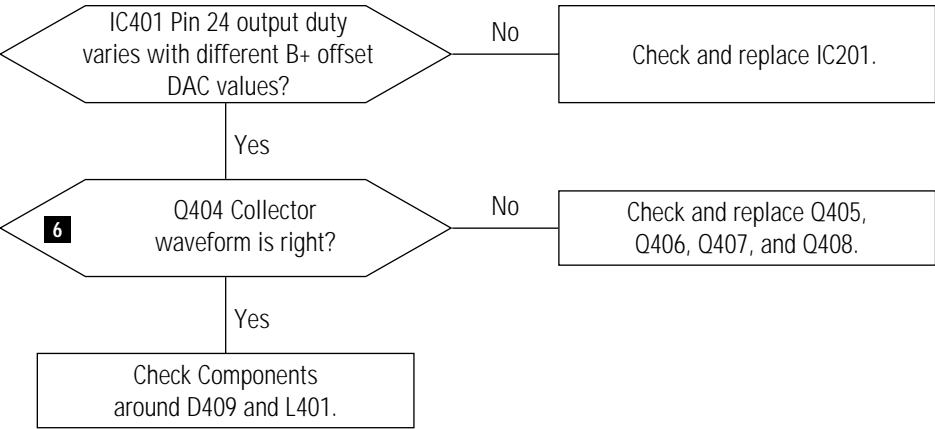 IC401 Pin 24 output duty
varies with different B+ offset
DAC values?
No
Check and replace IC201.
Yes
6
Q404 Collector
waveform is right?
No
Check and replace Q405,
Q406, Q407, and Q408.
Yes
Check Components
around D409 and L401.